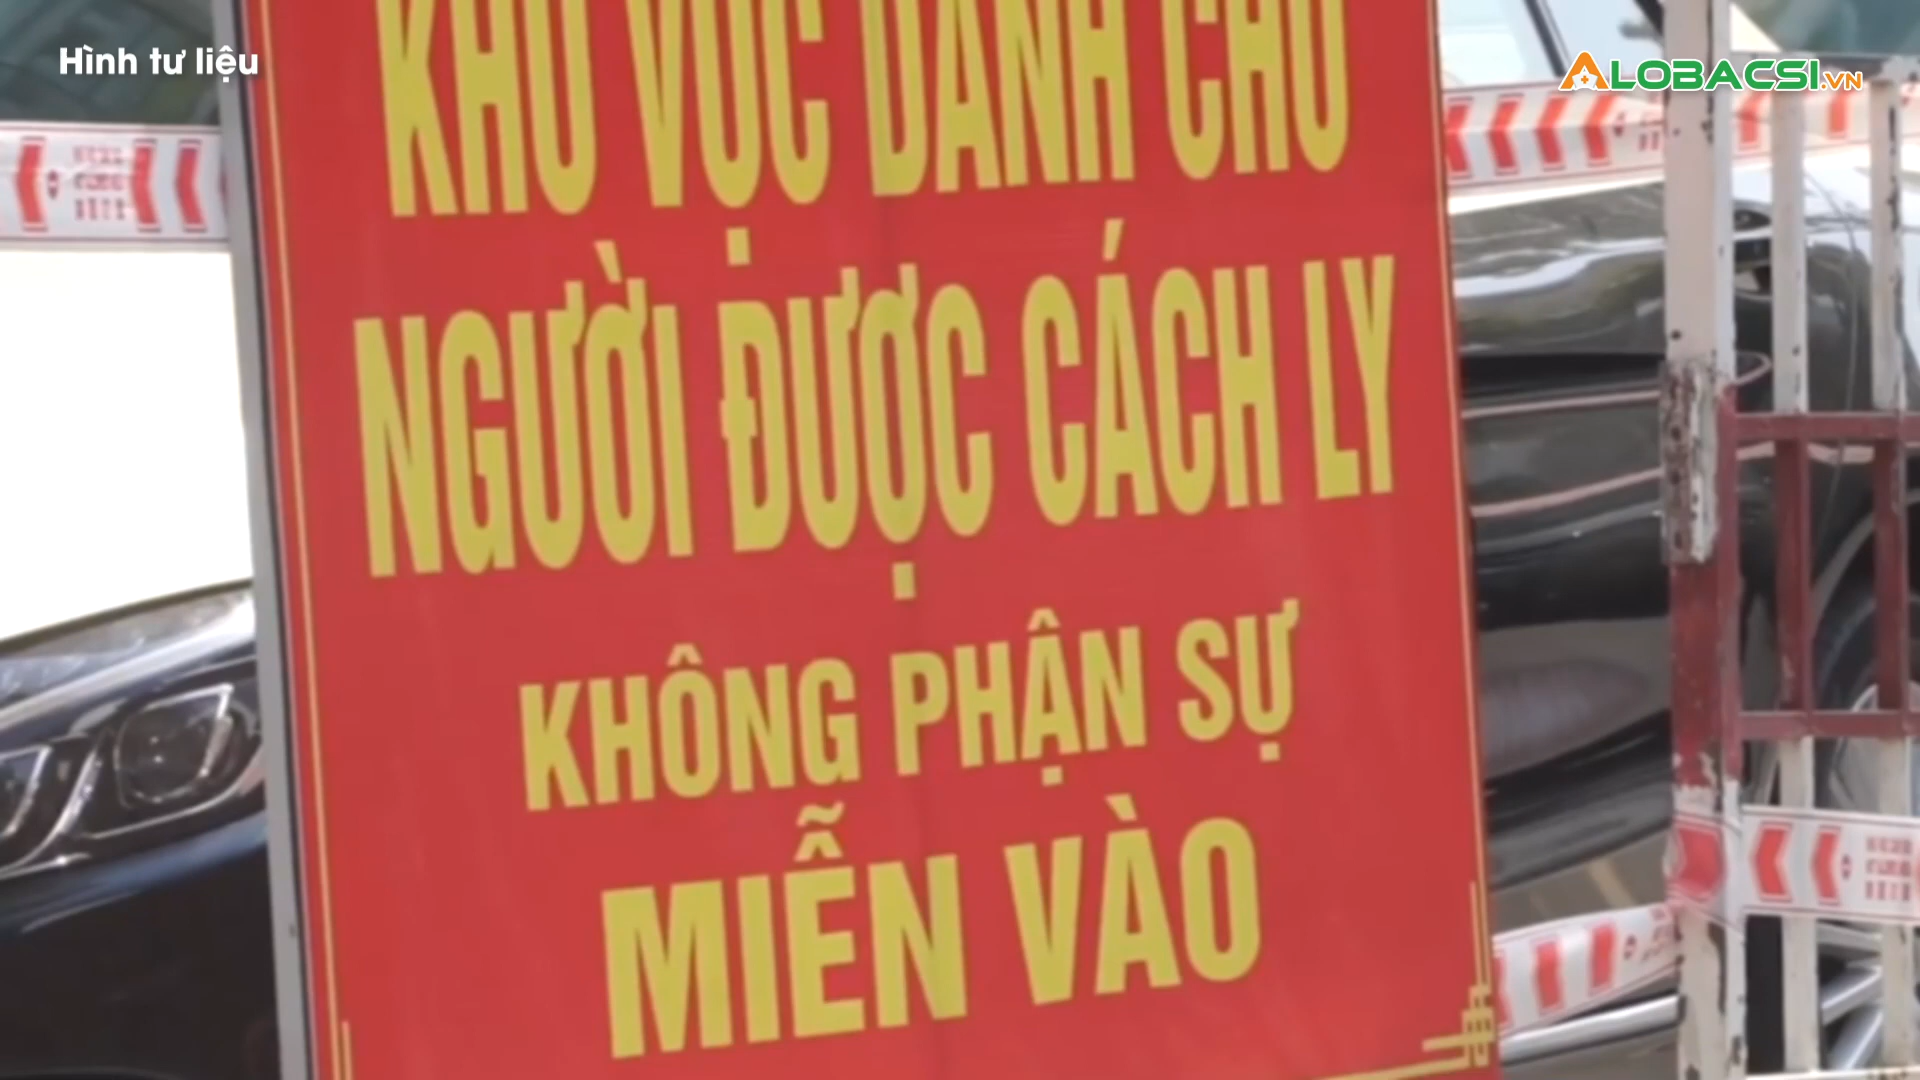 Hình tư liệu
ALOBACSI.VN
KHU VỰC DÀNH CHO
NGƯỜI ĐƯỢC CÁCH LY
KHÔNG PHẬN SỰ
MIỄN VÀO